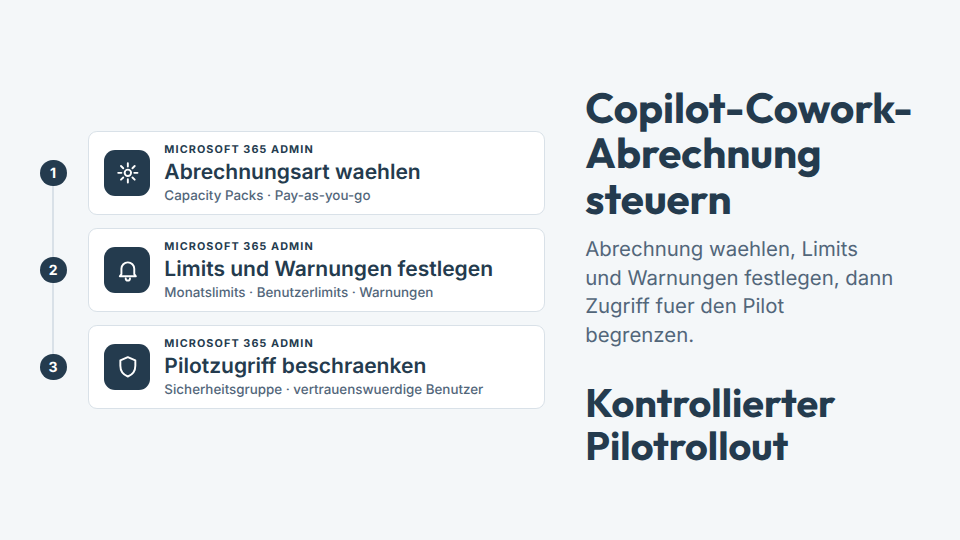 1
MICROSOFT 365 ADMIN
Abrechnungsart waehlen
Capacity Packs · Pay-as-you-go
2
MICROSOFT 365 ADMIN
Limits und Warnungen festlegen
Monatslimits · Benutzerlimits · Warnungen
3
MICROSOFT 365 ADMIN
Pilotzugriff beschraenken
Sicherheitsgruppe · vertrauenswuerdige Benutzer
Copilot-Cowork-
Abrechnung
steuern
Abrechnung waehlen, Limits
und Warnungen festlegen, dann
Zugriff fuer den Pilot
begrenzen.
Kontrollierter
Pilotrollout